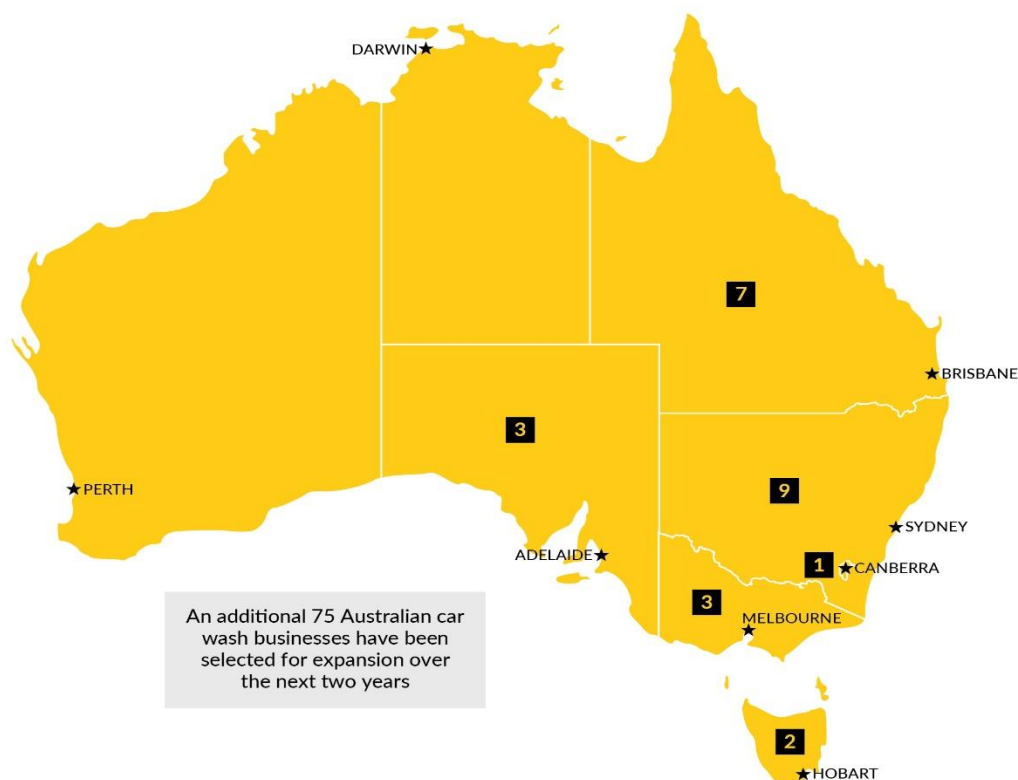 DARWIN
7
BRISBANE
3
9
PERTH
SYDNEY
ADELAIDE
1
CANBERRA
3
MELBOURNE
An additional 75 Australian car
wash businesses have been
selected for expansion over
the next two years
2
HOBART